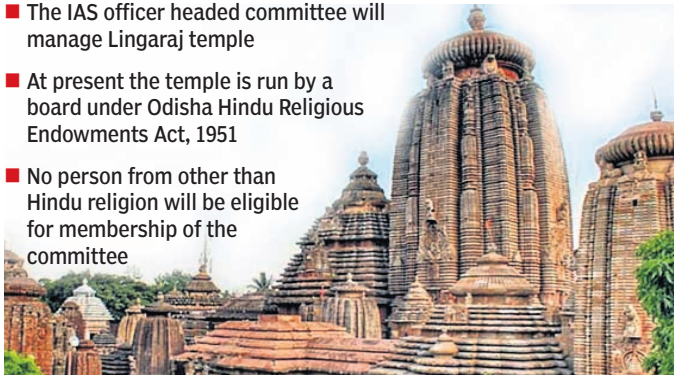 ■ The IAS officer headed committee will
manage Lingaraj temple
■ At present the temple is run by a
board under Odisha Hindu Religious
Endowments Act, 1951
■ No person from other than
Hindu religion will be eligible
for membership of the
committee